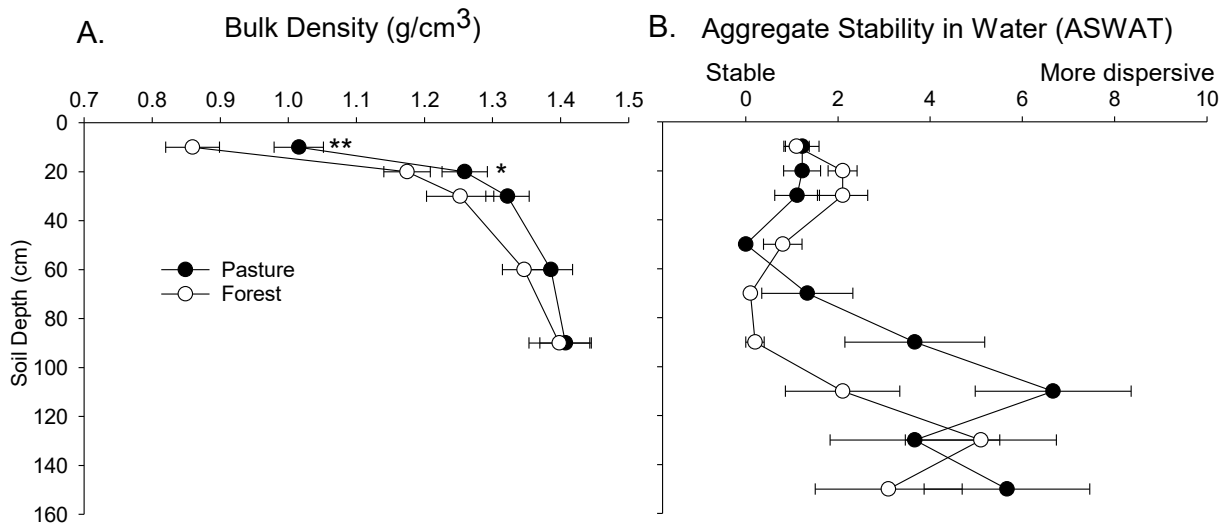 A. Bulk Density (g/cm³)
0.7 0.8 0.9 1.0 1.1 1.2 1.3 1.4 1.5
0
20
40
60
80
100
120
140
160
Soil Depth (cm)
**
*
Pasture
Forest
B. Aggregate Stability in Water (ASWAT)
Stable More dispersive
0 2 4 6 8 10